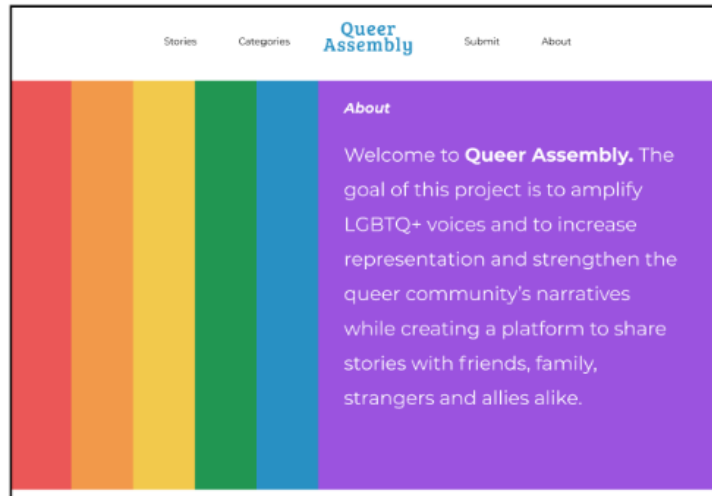 Stories
Categories
Queer
Assembly
Submit
About
About
Welcome to Queer Assembly. The
goal of this project is to amplify
LGBTQ+ voices and to increase
representation and strengthen the
queer community’s narratives
while creating a platform to share
stories with friends, family,
strangers and allies alike.